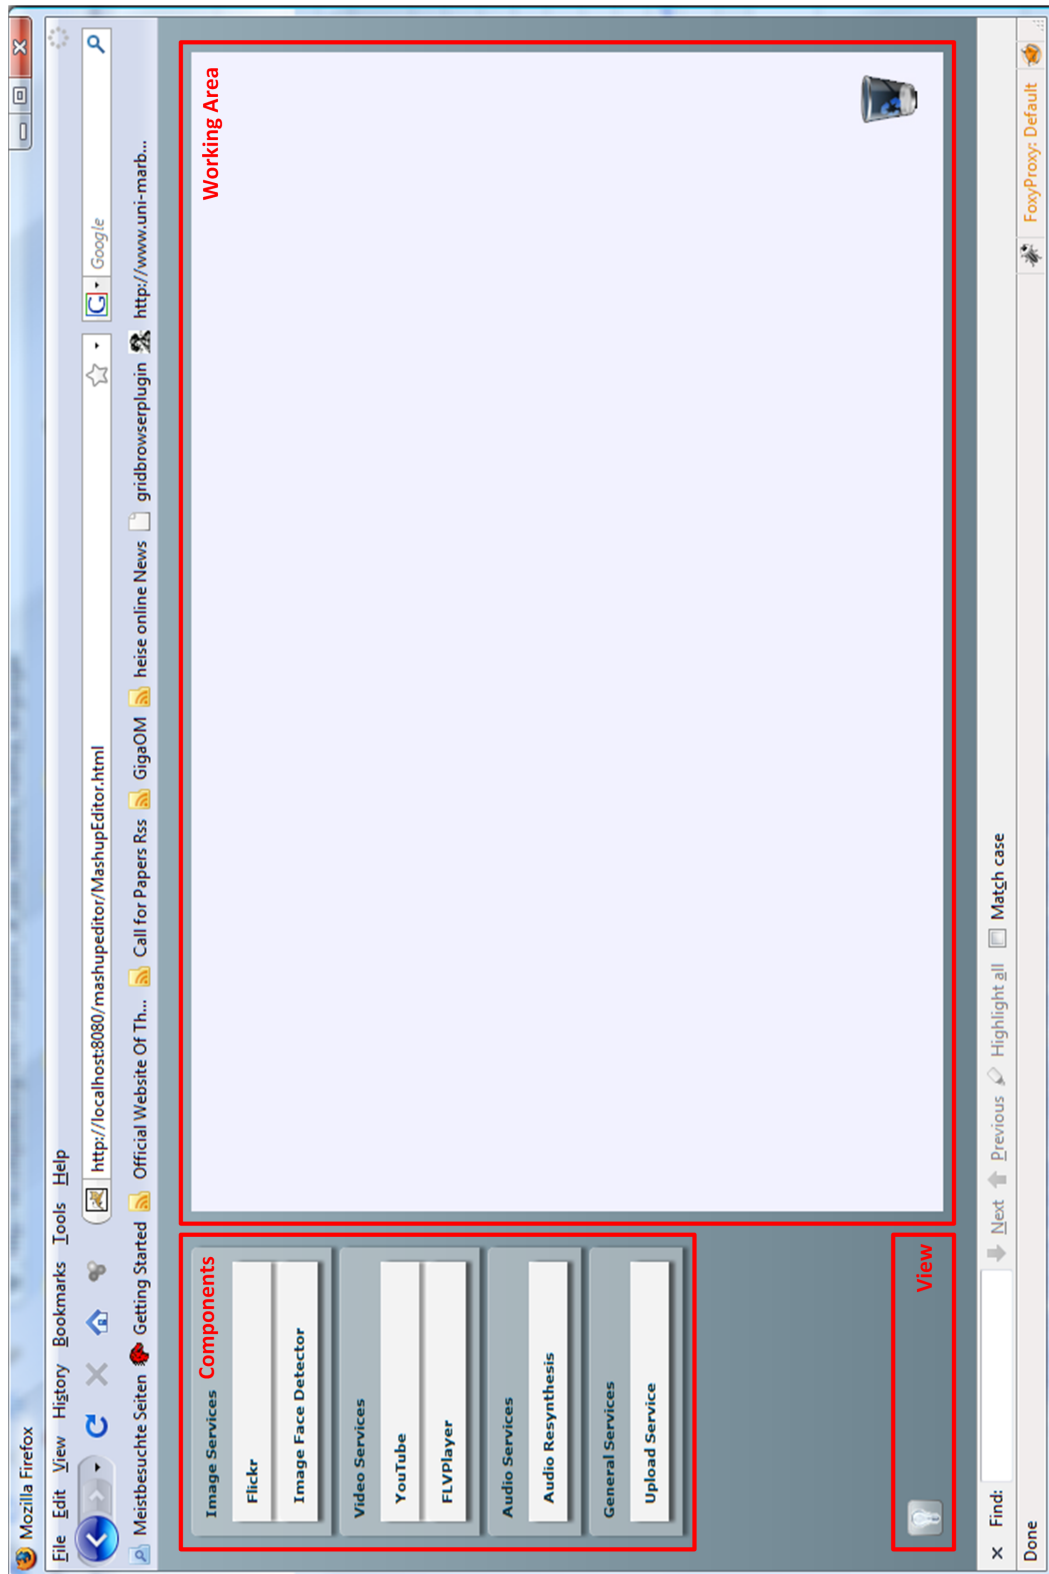 Mozilla Firefox
File Edit View History Bookmarks Tools Help
http://localhost:8080/mashupeditor/MashupEditor.html
Google
Meistbesuchte Seiten Getting Started Official Website Of Th... Call for Papers Rss GigaOM heise online News gridbrowserplugin http://www.uni-marb...
Components
Image Services
Flickr
Image Face Detector
Video Services
YouTube
FLVPlayer
Audio Services
Audio Resynthesis
General Services
Upload Service
View
Working Area
Find: Next Previous Highlight all Match case
Done
FoxyProxy: Default